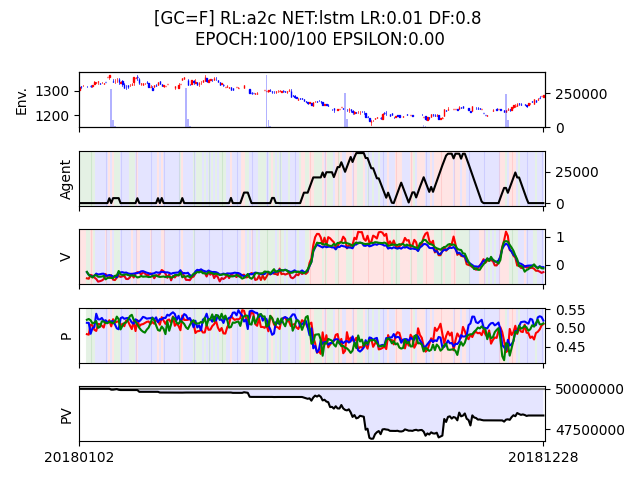 [GC=F] RL:a2c NET:lstm LR:0.01 DF:0.8
EPOCH:100/100 EPSILON:0.00
Env.
1300
1200
250000
0
Agent
25000
0
V
1
0
P
0.55
0.50
0.45
PV
50000000
47500000
20180102
20181228